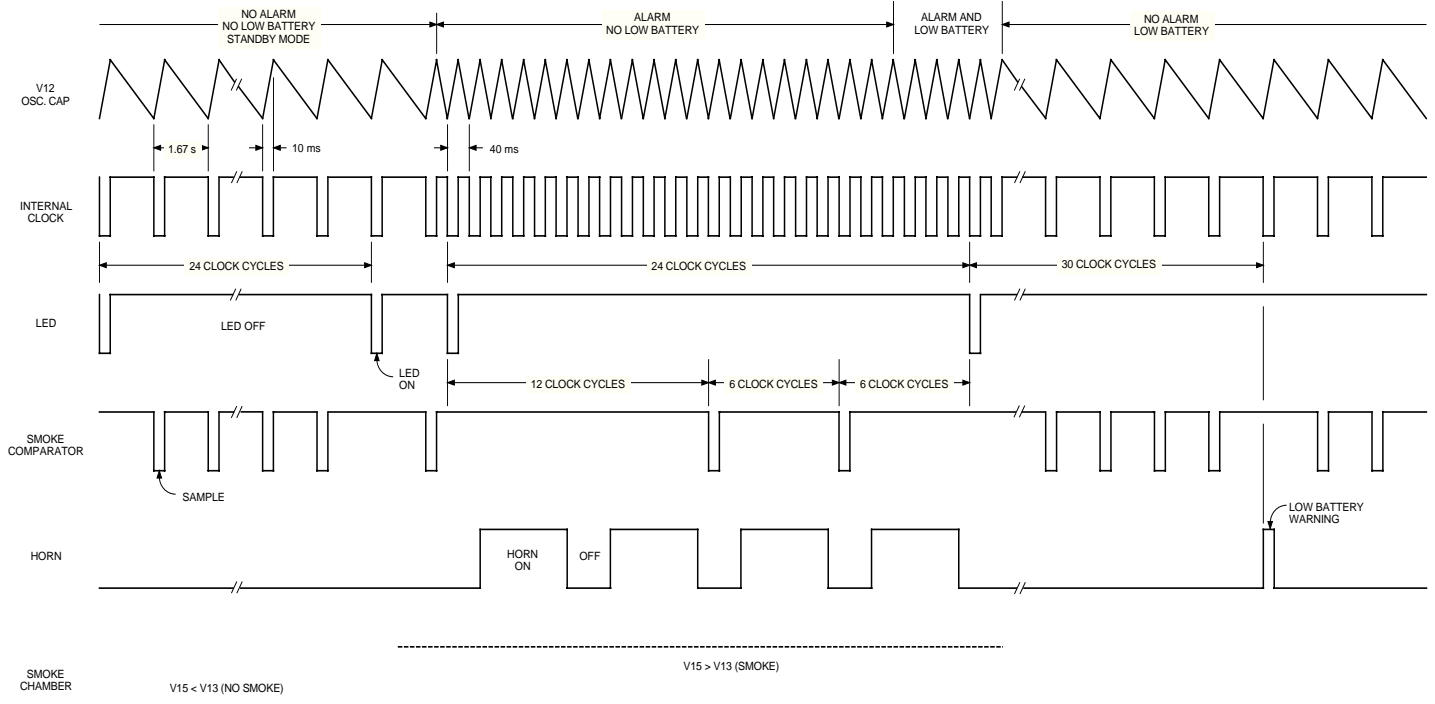 NO ALARM
NO LOW BATTERY
STANDBY MODE
ALARM
NO LOW BATTERY
ALARM AND
LOW BATTERY
NO ALARM
LOW BATTERY
V12
OSC. CAP
1.67 s
10 ms
40 ms
INTERNAL
CLOCK
24 CLOCK CYCLES
24 CLOCK CYCLES
30 CLOCK CYCLES
LED
LED OFF
LED
ON
12 CLOCK CYCLES
6 CLOCK CYCLES
6 CLOCK CYCLES
SMOKE
COMPARATOR
SAMPLE
LOW BATTERY
WARNING
HORN
HORN
ON
OFF
SMOKE
CHAMBER
V15 > V13 (SMOKE)
V15 < V13 (NO SMOKE)